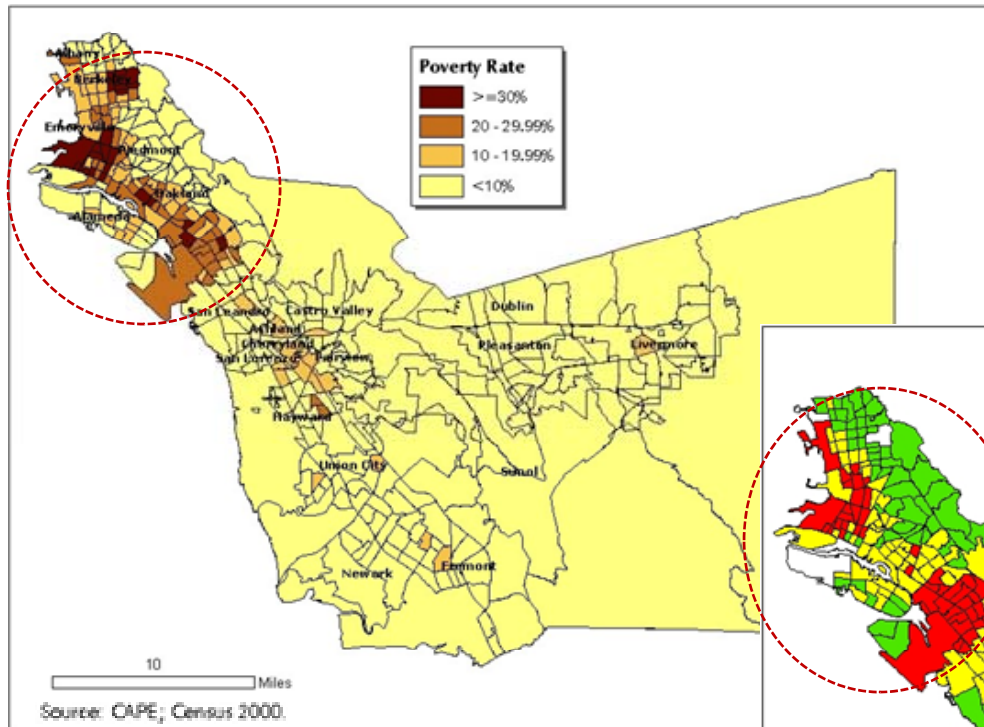 Poverty Rate
>=30%
20 - 29.99%
10 - 19.99%
<10%
Albany
Berkeley
Emeryville
Piedmont
Oakland
Alameda
San Leandro
Castro Valley
Ashland
Cherryland
San Lorenzo
Fairview
Hayward
Dublin
Pleasanton
Livermore
Union City
Sunol
Newark
Fremont
10
Miles
Source: CAPE; Census 2000.